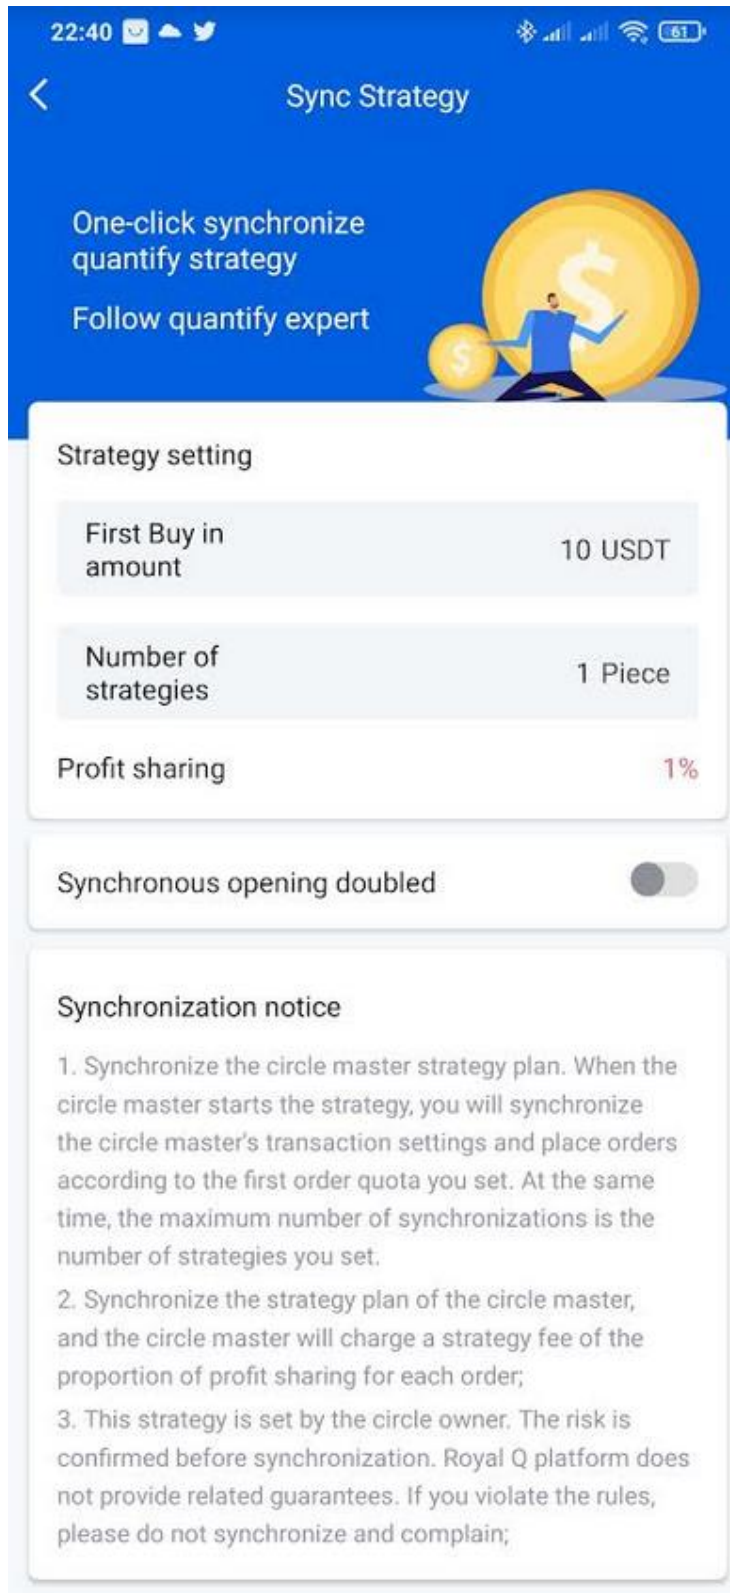 22:40
61
Sync Strategy
One-click synchronize
quantify strategy
Follow quantify expert
$
$
Strategy setting
First Buy in
amount
10 USDT
Number of
strategies
1 Piece
Profit sharing
1%
Synchronous opening doubled
Synchronization notice
1. Synchronize the circle master strategy plan. When the
circle master starts the strategy, you will synchronize
the circle master's transaction settings and place orders
according to the first order quota you set. At the same
time, the maximum number of synchronizations is the
number of strategies you set.
2. Synchronize the strategy plan of the circle master,
and the circle master will charge a strategy fee of the
proportion of profit sharing for each order;
3. This strategy is set by the circle owner. The risk is
confirmed before synchronization. Royal Q platform does
not provide related guarantees. If you violate the rules,
please do not synchronize and complain;